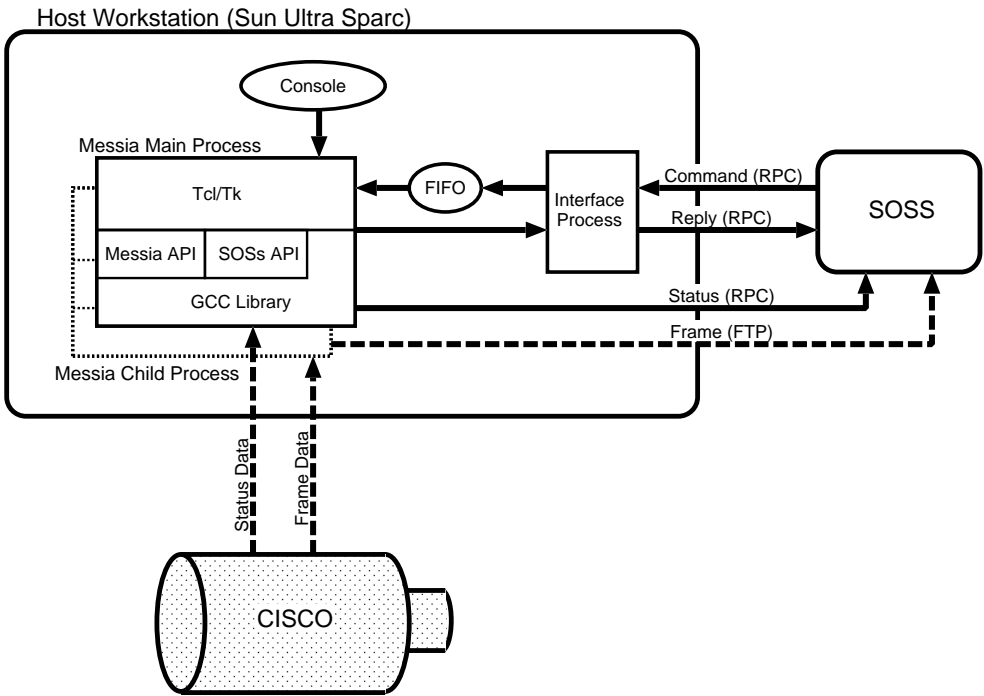 Host Workstation (Sun Ultra Sparc)
Console
Messia Main Process
Tcl/Tk
FIFO
Interface
Process
Command (RPC)
SOSS
Reply (RPC)
Messia API
SOSs API
GCC Library
Status (RPC)
Frame (FTP)
Messia Child Process
Status Data
Frame Data
CISCO